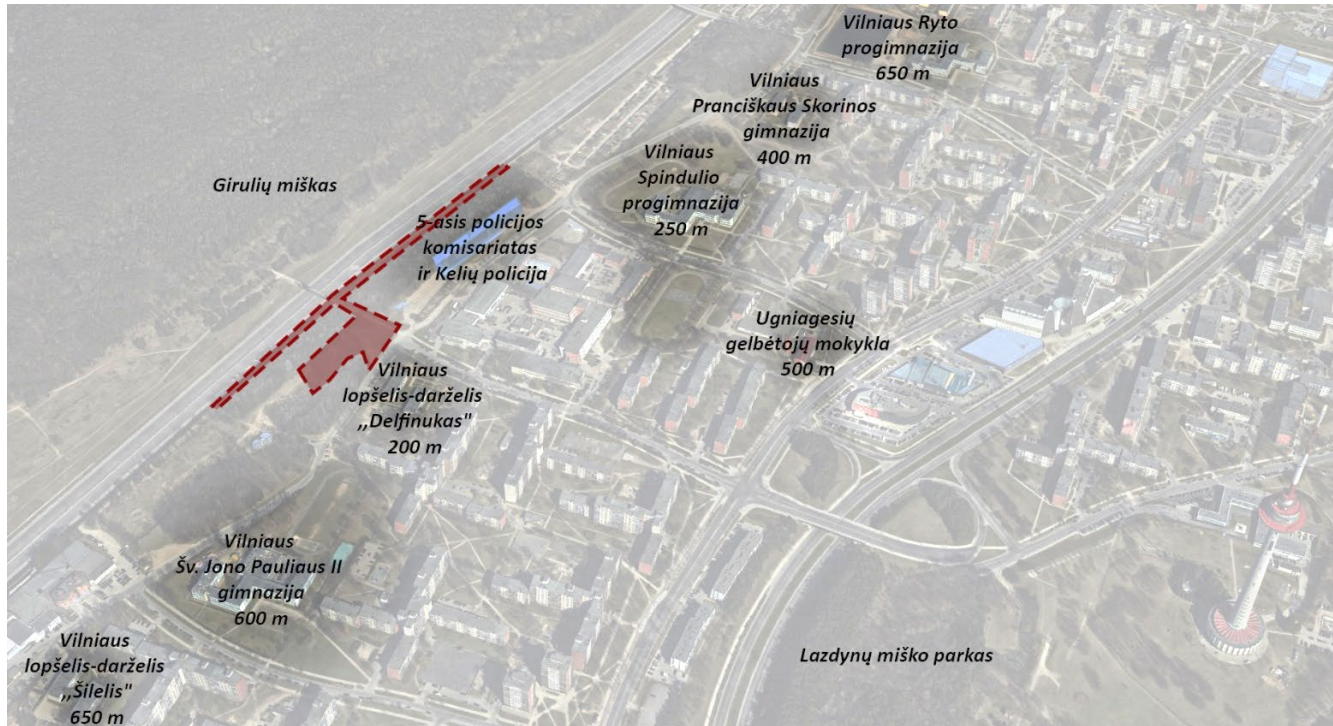 Vilniaus Ryto
progimnazija
650 m
Vilniaus
Pranciškaus Skorinos
gimnazija
400 m
Vilniaus
Spindulio
progimnazija
250 m
Girulių miškas
5-asis policijos
komisariatas
ir Kelių policija
Ugniagesių
gelbėtojų mokykla
500 m
Vilniaus
lopšelis-darželis
,,Delfinukas"
200 m
Vilniaus
Šv. Jono Pauliaus II
gimnazija
600 m
Vilniaus
lopšelis-darželis
,,Šilelis"
650 m
Lazdynų miško parkas